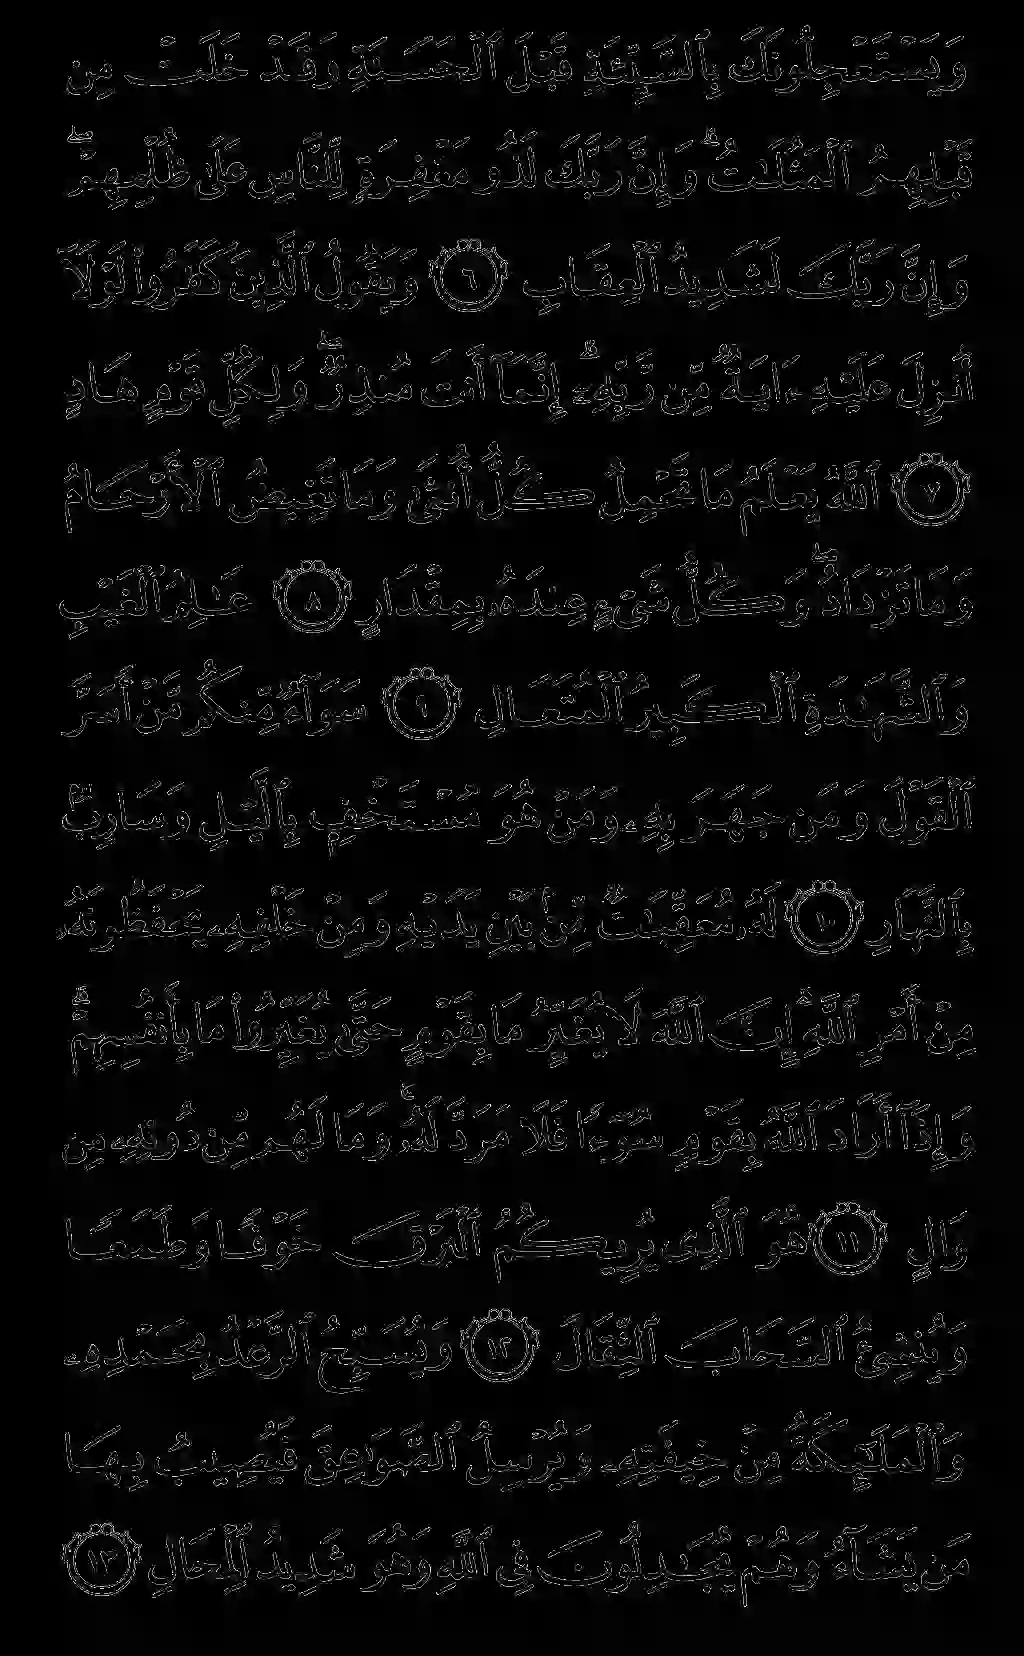 وَيَسْتَعْجِلُونَكَ بِٱلسَّيِّئَةِ قَبْلَ ٱلْحَسَنَةِ وَقَدْ خَلَتْ مِن
قَبْلِهِمُ ٱلْمَثُلَـٰتُ ۗ وَإِنَّ رَبَّكَ لَذُو مَغْفِرَةٍ لِّلنَّاسِ عَلَىٰ ظُلْمِهِمْ ۖ
وَإِنَّ رَبَّكَ لَشَدِيدُ ٱلْعِقَابِ ٦ وَيَقُولُ ٱلَّذِينَ كَفَرُوا۟ لَوْلَآ
أُنزِلَ عَلَيْهِ ءَايَةٌ مِّن رَّبِّهِۦٓ ۗ إِنَّمَآ أَنتَ مُنذِرٌ ۖ وَلِكُلِّ قَوْمٍ هَادٍ
٧ ٱللَّهُ يَعْلَمُ مَا تَحْمِلُ كُلُّ أُنثَىٰ وَمَا تَغِيضُ ٱلْأَرْحَامُ
وَمَا تَزْدَادُ ۖ وَكُلُّ شَىْءٍ عِندَهُۥ بِمِقْدَارٍ ٨ عَـٰلِمُ ٱلْغَيْبِ
وَٱلشَّهَـٰدَةِ ٱلْكَبِيرُ ٱلْمُتَعَالِ ٩ سَوَآءٌ مِّنكُم مَّنْ أَسَرَّ
ٱلْقَوْلَ وَمَن جَهَرَ بِهِۦ وَمَنْ هُوَ مُسْتَخْفٍ بِٱلَّيْلِ وَسَارِبٌ
بِٱلنَّهَارِ ١٠ لَهُۥ مُعَقِّبَـٰتٌ مِّنۢ بَيْنِ يَدَيْهِ وَمِنْ خَلْفِهِۦ يَحْفَظُونَهُۥ
مِنْ أَمْرِ ٱللَّهِ ۗ إِنَّ ٱللَّهَ لَا يُغَيِّرُ مَا بِقَوْمٍ حَتَّىٰ يُغَيِّرُوا۟ مَا بِأَنفُسِهِمْ ۗ
وَإِذَآ أَرَادَ ٱللَّهُ بِقَوْمٍ سُوٓءًا فَلَا مَرَدَّ لَهُۥ ۚ وَمَا لَهُم مِّن دُونِهِۦ مِن
وَالٍ ١١ هُوَ ٱلَّذِى يُرِيكُمُ ٱلْبَرْقَ خَوْفًا وَطَمَعًا
وَيُنشِئُ ٱلسَّحَابَ ٱلثِّقَالَ ١٢ وَيُسَبِّحُ ٱلرَّعْدُ بِحَمْدِهِۦ
وَٱلْمَلَـٰٓئِكَةُ مِنْ خِيفَتِهِۦ وَيُرْسِلُ ٱلصَّوَٰعِقَ فَيُصِيبُ بِهَا
مَن يَشَآءُ وَهُمْ يُجَـٰدِلُونَ فِى ٱللَّهِ وَهُوَ شَدِيدُ ٱلْمِحَالِ ١٣